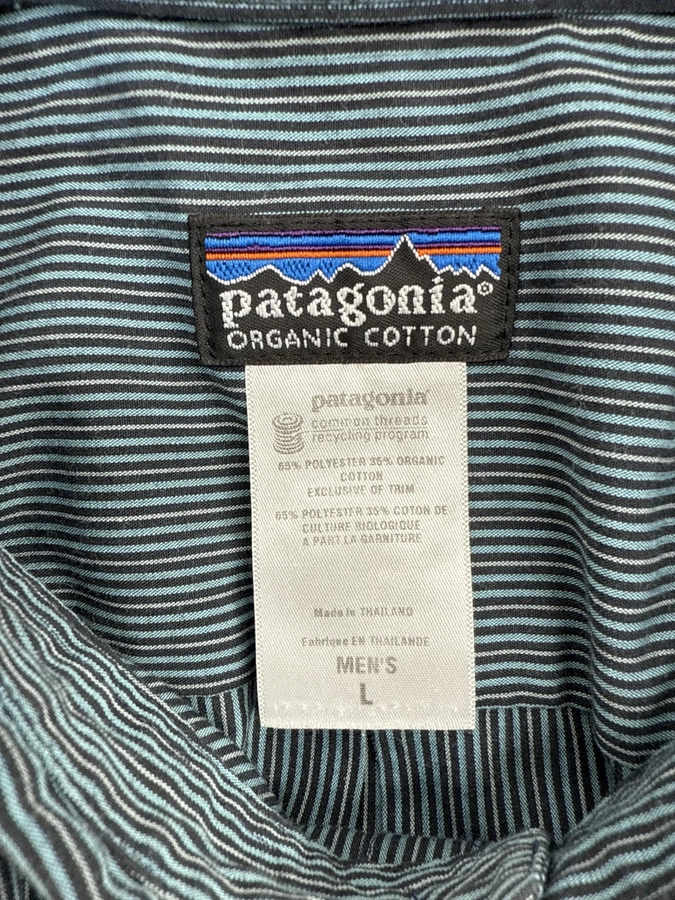 patagonia®
ORGANIC COTTON
patagonia®
common threads
recycling program
65% POLYESTER 35% ORGANIC
COTTON
EXCLUSIVE OF TRIM
65% POLYESTER 35% COTON DE
CULTURE BIOLOGIQUE
A PART LA GARNITURE
Made in THAILAND
Fabrique EN THAILANDE
MEN'S
L